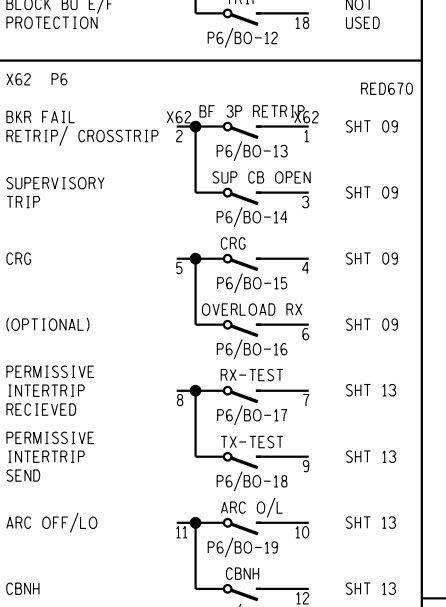 BLOCK BU E/F TRIP NOT
PROTECTION 18 USED
P6/BO-12
X62 P6
RED670
BKR FAIL X62 BF 3P RETRIP X62
RETRIP/ CROSSTRIP 2 1 SHT 09
P6/BO-13
SUPERVISORY SUP CB OPEN
TRIP 3 SHT 09
P6/BO-14
CRG
CRG 5 4 SHT 09
P6/BO-15
OVERLOAD RX
(OPTIONAL) 6 SHT 09
P6/BO-16
PERMISSIVE RX-TEST
INTERTRIP 8 7 SHT 13
RECIEVED P6/BO-17
PERMISSIVE TX-TEST
INTERTRIP 9 SHT 13
SEND P6/BO-18
ARC O/L
ARC OFF/LO 11 10 SHT 13
P6/BO-19
CBNH
CBNH 12 SHT 13